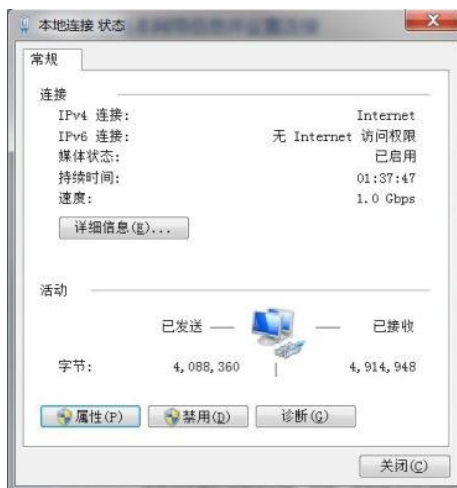 本地连接 状态
常规
连接
IPv4 连接: Internet
IPv6 连接: 无 Internet 访问权限
媒体状态: 已启用
持续时间: 01:37:47
速度: 1.0 Gbps
详细信息(E)...
活动
已发送 — — 已接收
字节: 4,088,360 | 4,914,948
属性(P) 禁用(D) 诊断(G)
关闭(C)